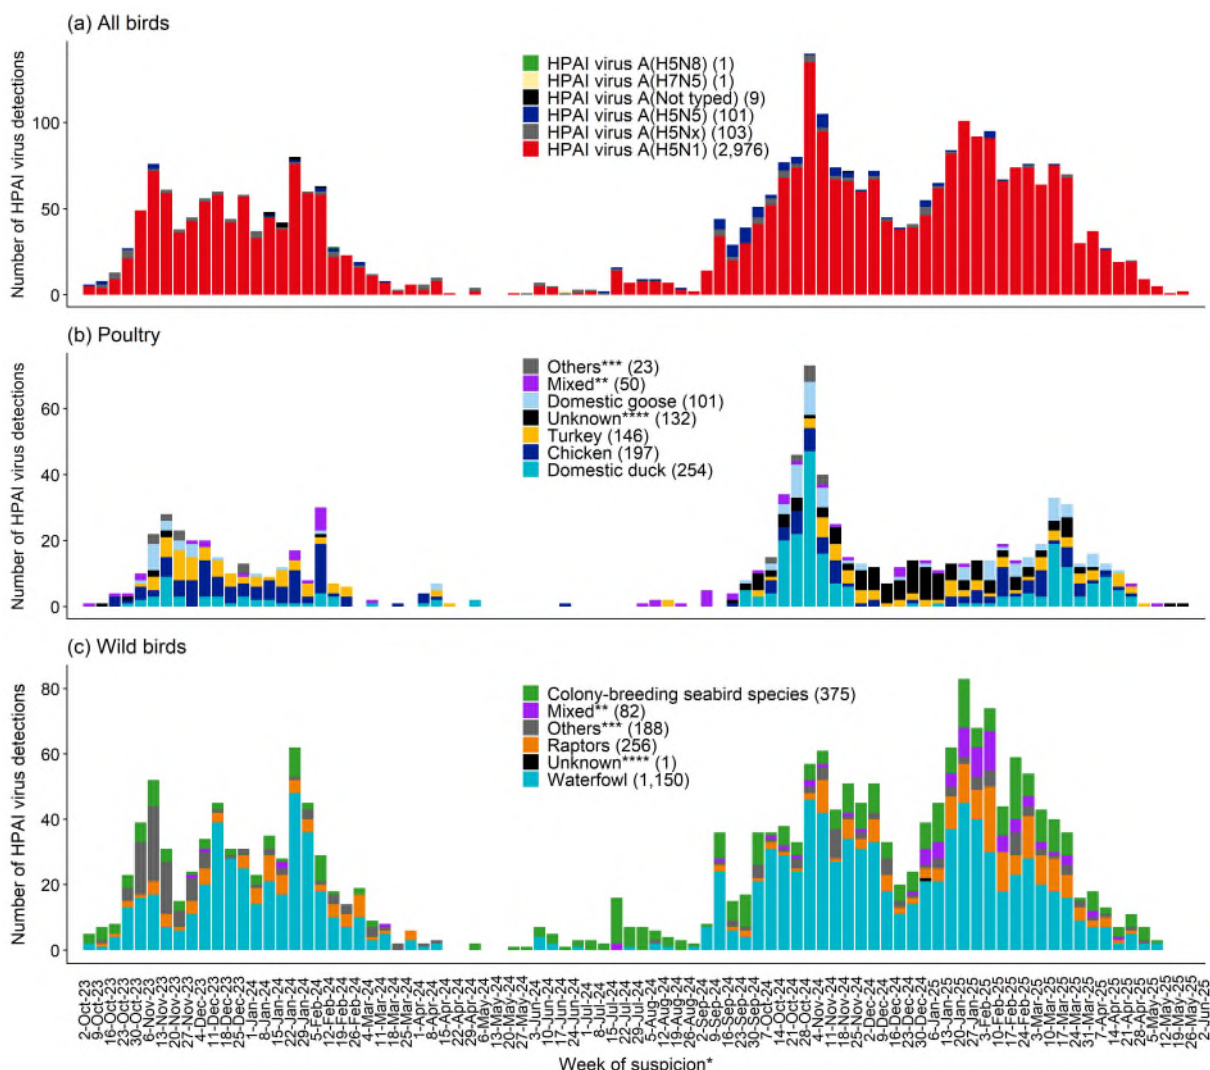 (a) All birds
Number of HPAI virus detections
100
50
0
HPAI virus A(H5N8) (1)
HPAI virus A(H7N5) (1)
HPAI virus A(Not typed) (9)
HPAI virus A(H5N5) (101)
HPAI virus A(H5Nx) (103)
HPAI virus A(H5N1) (2,976)
(b) Poultry
Number of HPAI virus detections
60
40
20
0
Others*** (23)
Mixed** (50)
Domestic goose (101)
Unknown**** (132)
Turkey (146)
Chicken (197)
Domestic duck (254)
(c) Wild birds
Number of HPAI virus detections
80
60
40
20
0
Colony-breeding seabird species (375)
Mixed** (82)
Others*** (188)
Raptors (256)
Unknown**** (1)
Waterfowl (1,150)
2-Oct-23
9-Oct-23
16-Oct-23
23-Oct-23
30-Oct-23
6-Nov-23
13-Nov-23
20-Nov-23
27-Nov-23
4-Dec-23
11-Dec-23
18-Dec-23
25-Dec-23
1-Jan-24
8-Jan-24
15-Jan-24
22-Jan-24
29-Jan-24
5-Feb-24
12-Feb-24
19-Feb-24
26-Feb-24
4-Mar-24
11-Mar-24
18-Mar-24
25-Mar-24
8-Apr-24
15-Apr-24
22-Apr-24
29-Apr-24
6-May-24
13-May-24
20-May-24
27-May-24
3-Jun-24
10-Jun-24
17-Jun-24
24-Jun-24
1-Jul-24
8-Jul-24
15-Jul-24
22-Jul-24
29-Jul-24
5-Aug-24
12-Aug-24
19-Aug-24
26-Aug-24
2-Sep-24
9-Sep-24
16-Sep-24
23-Sep-24
30-Sep-24
7-Oct-24
14-Oct-24
21-Oct-24
28-Oct-24
4-Nov-24
11-Nov-24
18-Nov-24
25-Nov-24
2-Dec-24
9-Dec-24
16-Dec-24
23-Dec-24
30-Dec-24
6-Jan-25
13-Jan-25
20-Jan-25
27-Jan-25
3-Feb-25
10-Feb-25
17-Feb-25
24-Feb-25
3-Mar-25
10-Mar-25
17-Mar-25
24-Mar-25
31-Mar-25
7-Apr-25
14-Apr-25
21-Apr-25
28-Apr-25
5-May-25
12-May-25
19-May-25
26-May-25
2-Jun-25
Week of suspicion*